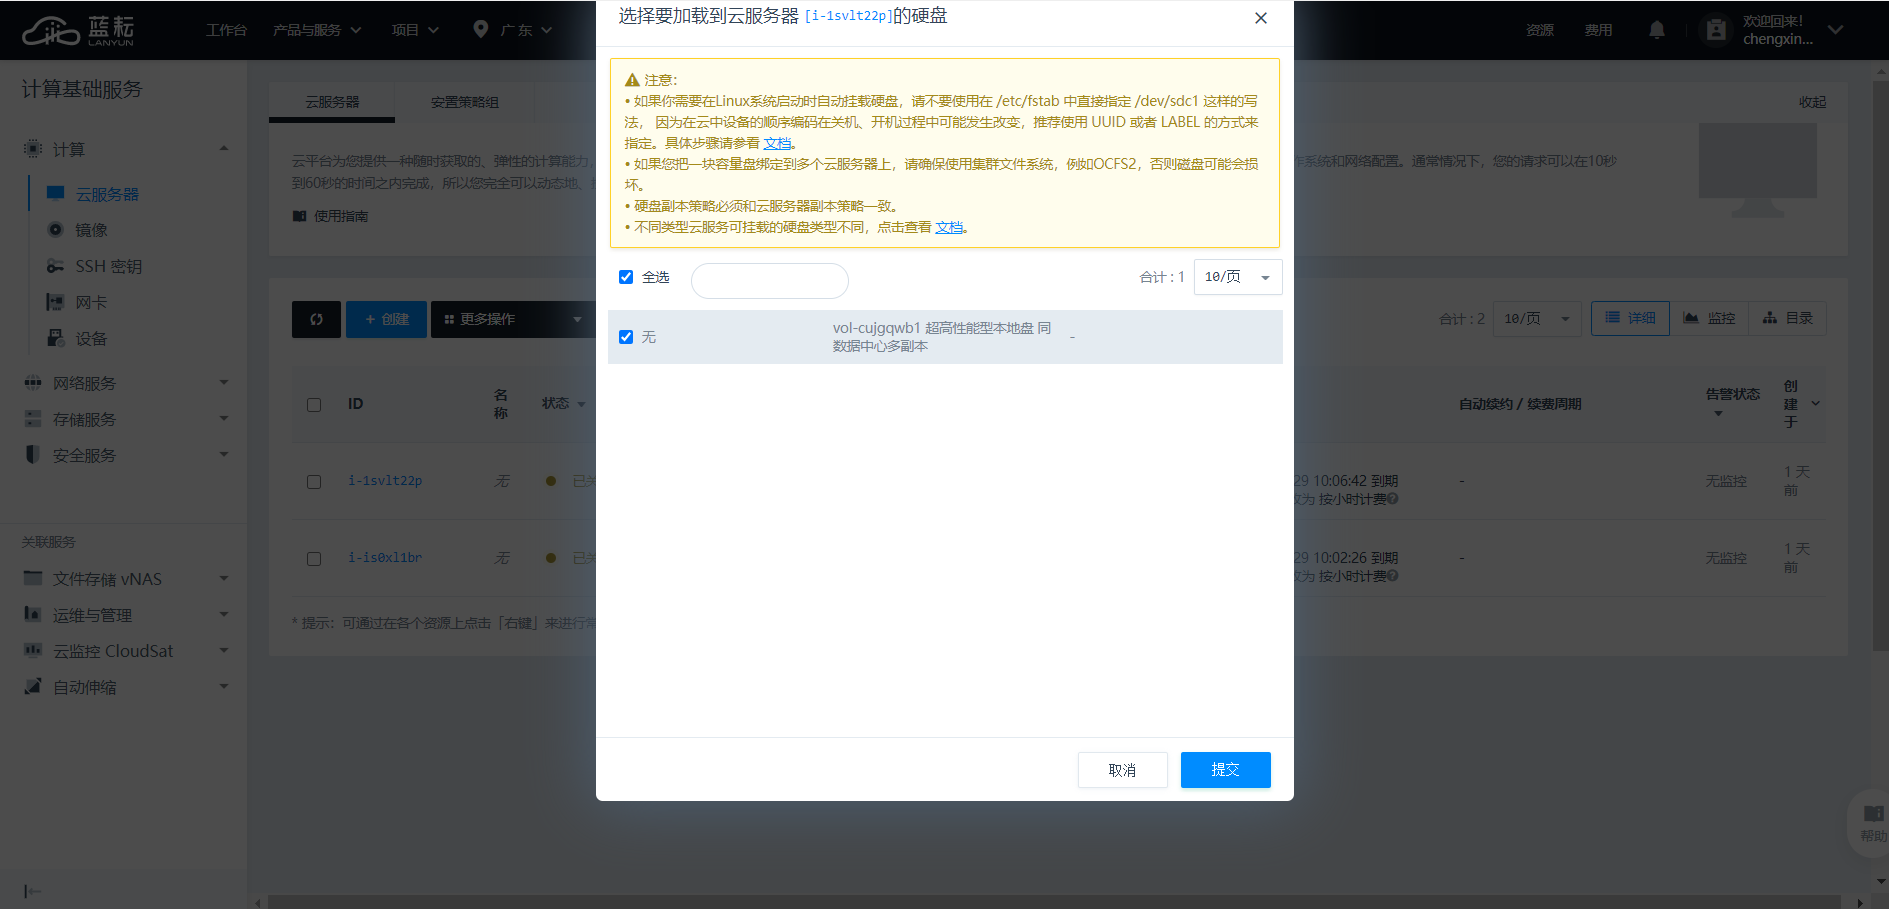 蓝耘
LANYUN
工作台
产品与服务
项目
广东
资源
费用
欢迎回来!
chengxin...
计算基础服务
计算
云服务器
镜像
SSH 密钥
网卡
设备
网络服务
存储服务
安全服务
关联服务
文件存储 vNAS
运维与管理
云监控 CloudSat
自动伸缩
云服务器
安置策略组
收起
云平台为您提供一种随时获取的、弹性的计算能力,
作系统和网络配置。通常情况下，您的请求可以在10秒
到60秒的时间之内完成，所以您完全可以动态地、
使用指南
创建
更多操作
合计 : 2
10/页
详细
监控
目录
ID
名称
状态
自动续约 / 续费周期
告警状态
创建于
i-1svlt22p
无
已关
29 10:06:42 到期
改为 按小时计费
-
无监控
1 天前
i-is0xl1br
无
已关
29 10:02:26 到期
改为 按小时计费
-
无监控
1 天前
* 提示：可通过在各个资源上点击「右键」来进行常
选择要加载到云服务器 [i-1svlt22p]的硬盘
注意：
• 如果你需要在Linux系统启动时自动挂载硬盘，请不要使用在 /etc/fstab 中直接指定 /dev/sdc1 这样的写
法， 因为在云中设备的顺序编码在关机、开机过程中可能发生改变，推荐使用 UUID 或者 LABEL 的方式来
指定。具体步骤请参看 文档。
• 如果您把一块容量盘绑定到多个云服务器上，请确保使用集群文件系统，例如OCFS2，否则磁盘可能会损
坏。
• 硬盘副本策略必须和云服务器副本策略一致。
• 不同类型云服务可挂载的硬盘类型不同，点击查看 文档。
全选
合计 : 1
10/页
无
vol-cujgqwb1 超高性能型本地盘 同
数据中心多副本
-
取消
提交
帮助